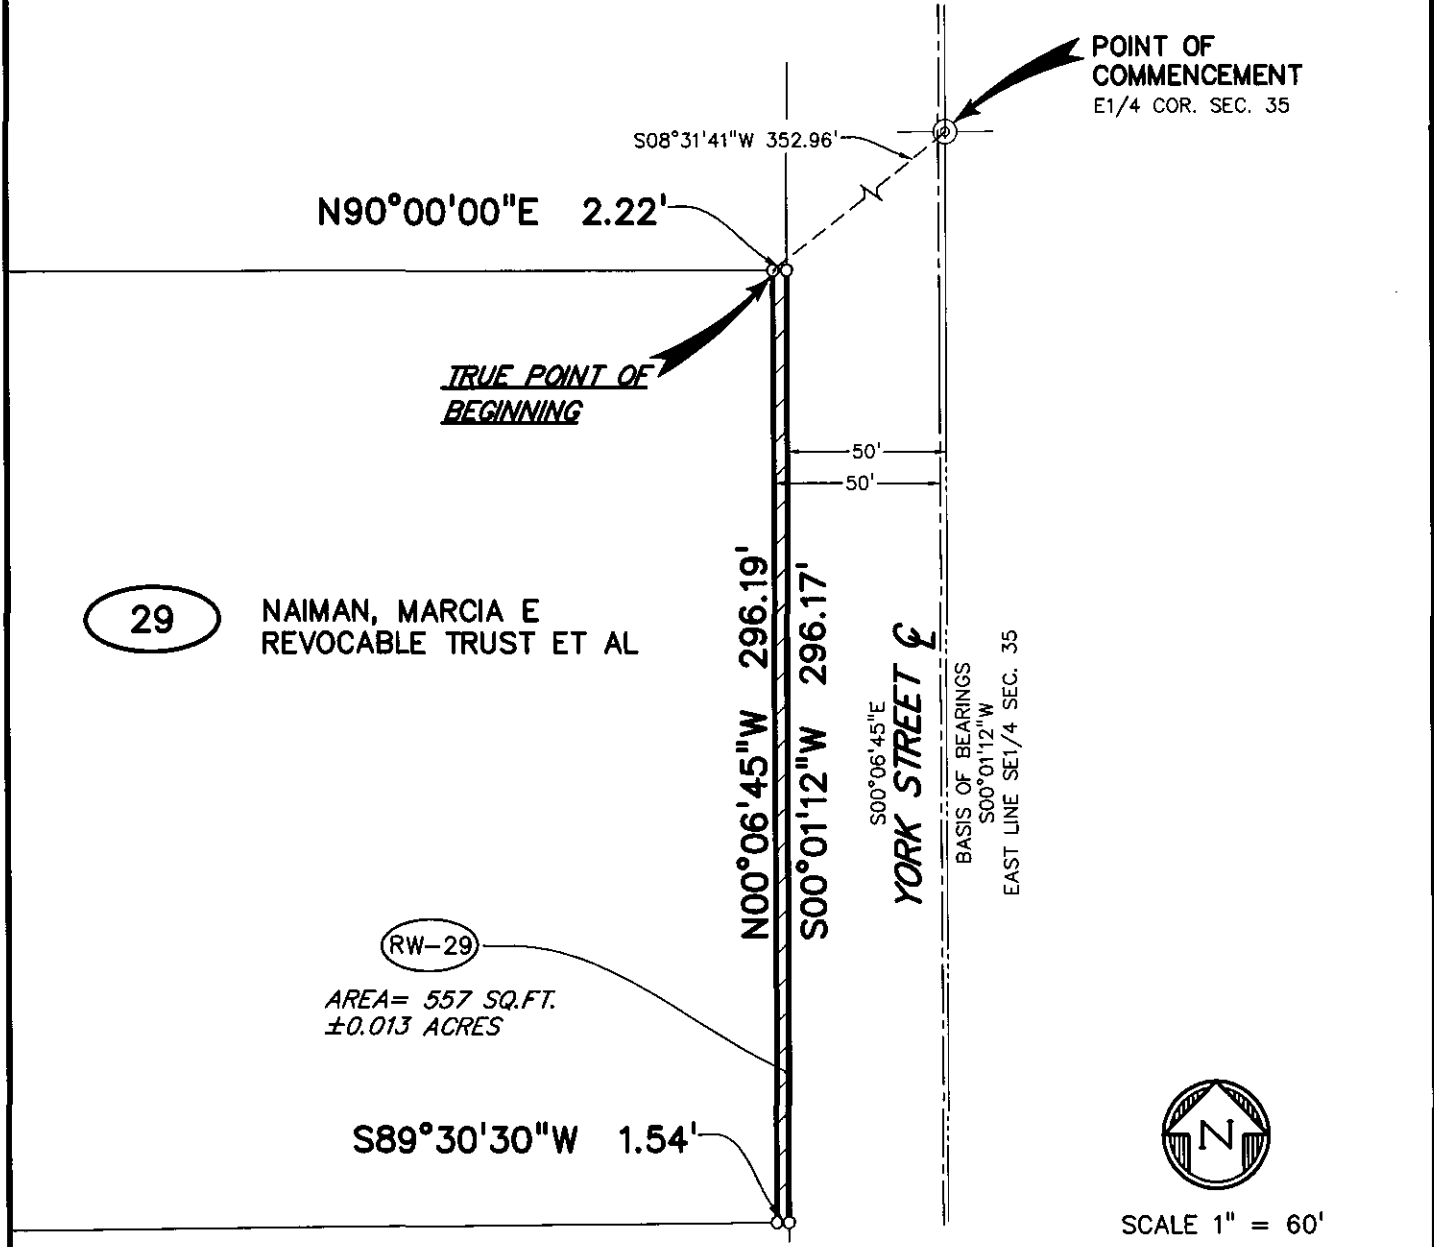 POINT OF
COMMENCEMENT
E1/4 COR. SEC. 35
S08°31'41"W 352.96'
N90°00'00"E 2.22'
TRUE POINT OF
BEGINNING
50'
50'
29
NAIMAN, MARCIA E
REVOCABLE TRUST ET AL
N00°06'45"W 296.19'
S00°01'12"W 296.17'
S00°06'45"E
YORK STREET ℄
BASIS OF BEARINGS
S00°01'12"W
EAST LINE SE1/4 SEC. 35
RW-29
AREA= 557 SQ.FT.
±0.013 ACRES
S89°30'30"W 1.54'
N
SCALE 1" = 60'